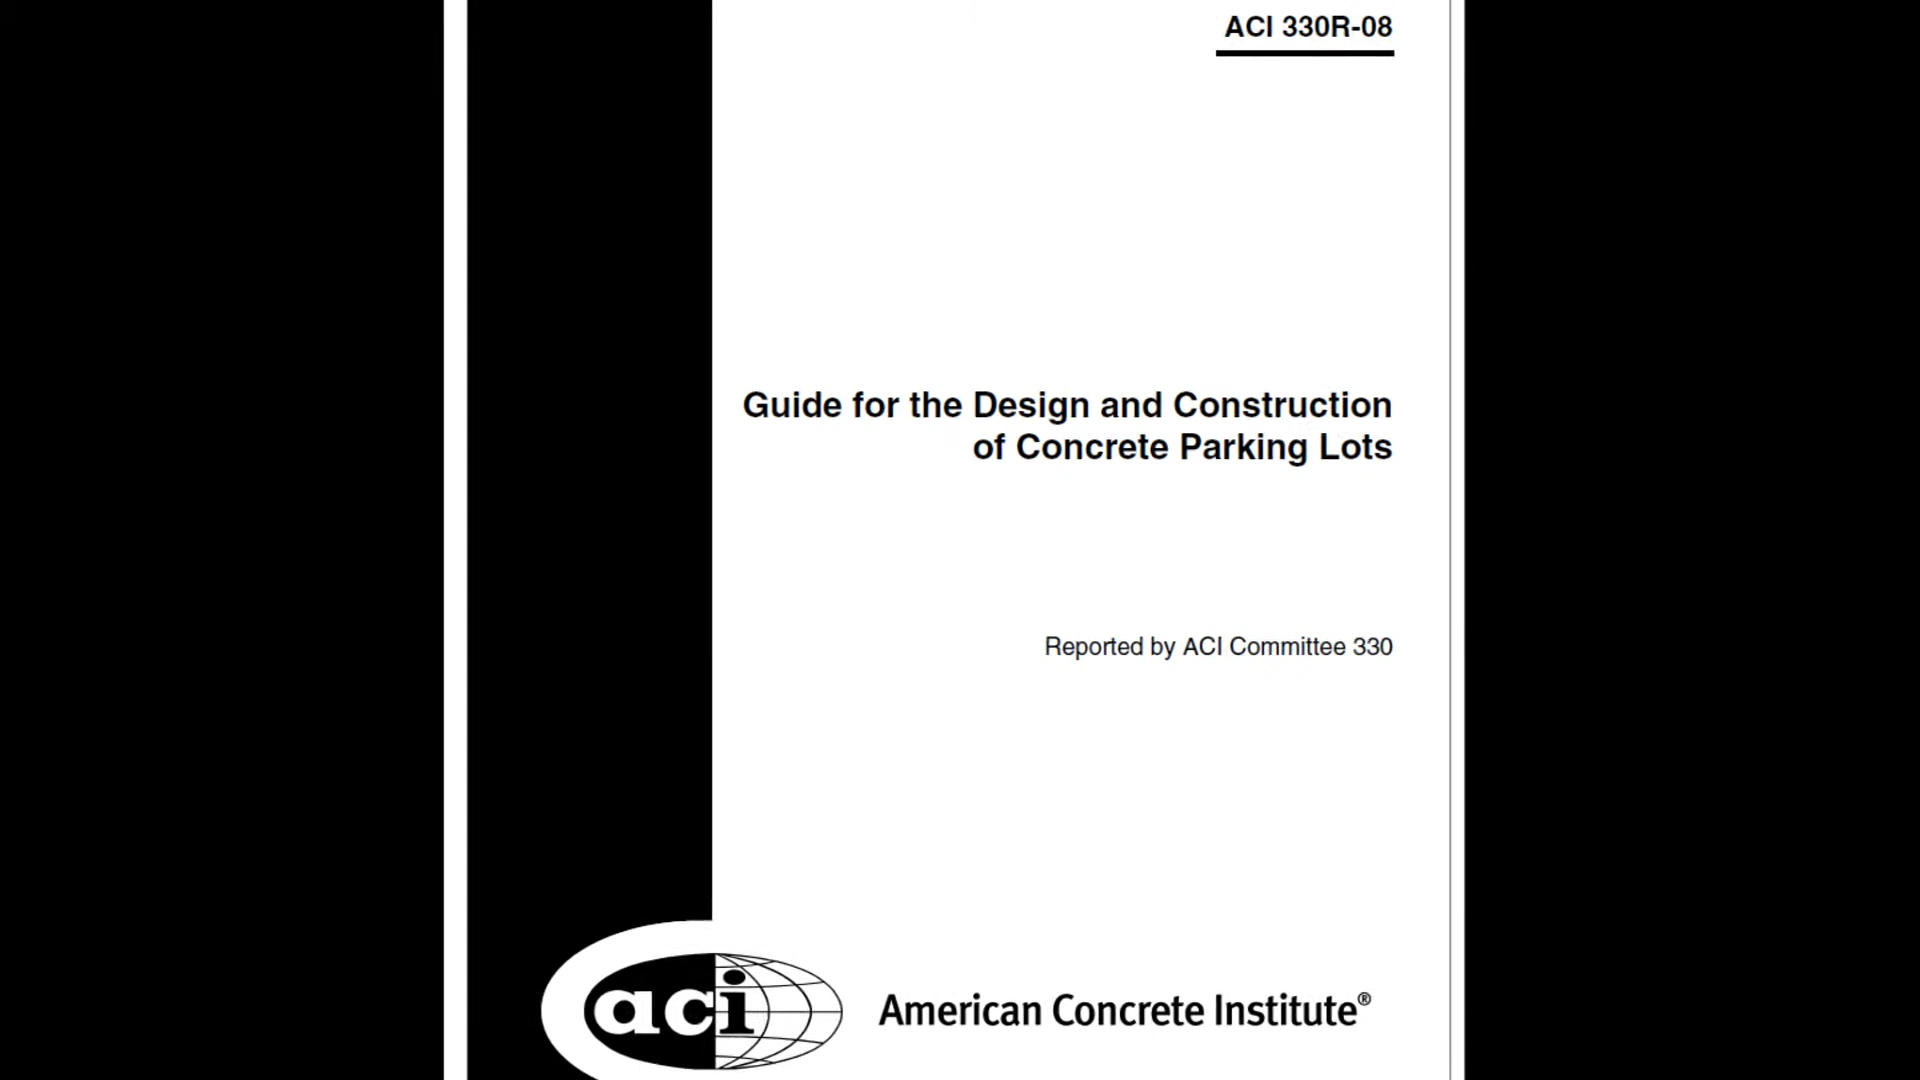 ACI 330R-08
Guide for the Design and Construction
of Concrete Parking Lots
Reported by ACI Committee 330
aci
American Concrete Institute®